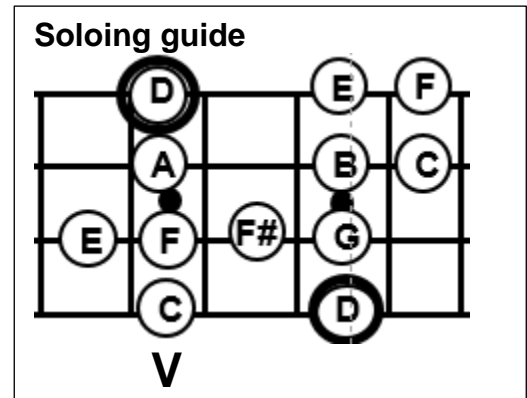 Soloing guide
D E F
A B C
E F F# G
C D
V